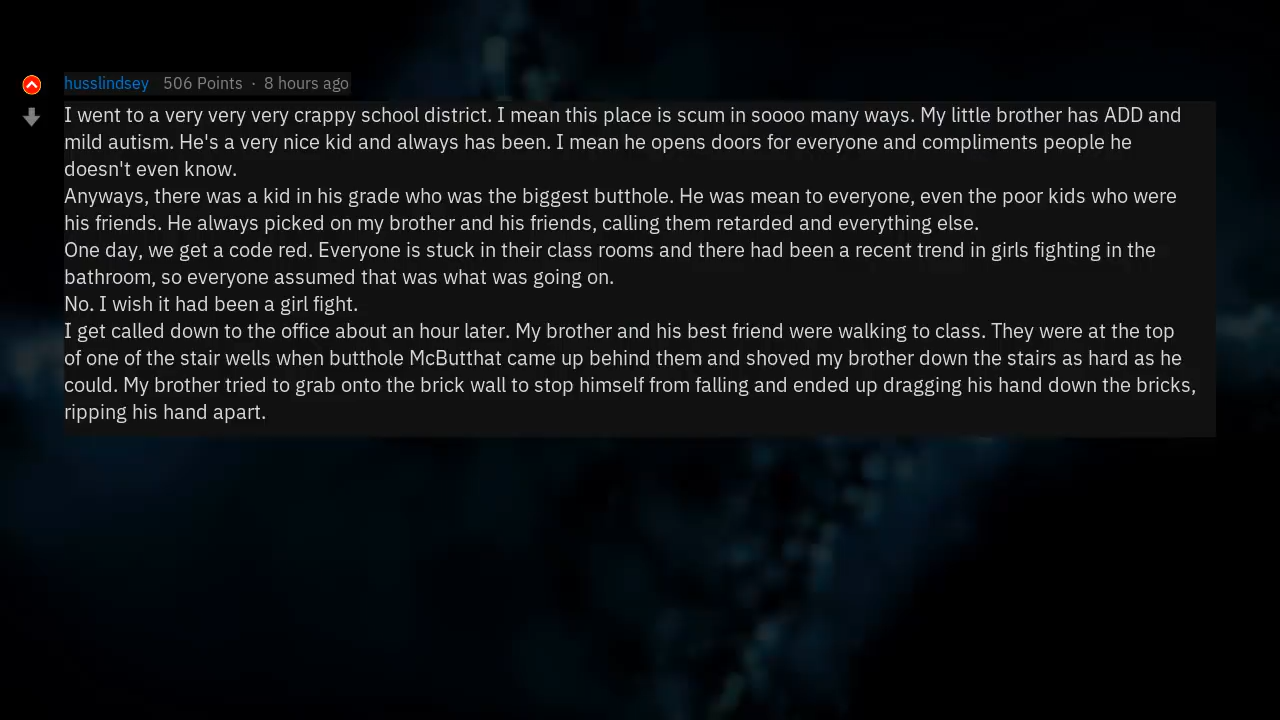 husslindsey 506 Points · 8 hours ago
I went to a very very very crappy school district. I mean this place is scum in soooo many ways. My little brother has ADD and
mild autism. He's a very nice kid and always has been. I mean he opens doors for everyone and compliments people he
doesn't even know.
Anyways, there was a kid in his grade who was the biggest butthole. He was mean to everyone, even the poor kids who were
his friends. He always picked on my brother and his friends, calling them retarded and everything else.
One day, we get a code red. Everyone is stuck in their class rooms and there had been a recent trend in girls fighting in the
bathroom, so everyone assumed that was what was going on.
No. I wish it had been a girl fight.
I get called down to the office about an hour later. My brother and his best friend were walking to class. They were at the top
of one of the stair wells when butthole McButthat came up behind them and shoved my brother down the stairs as hard as he
could. My brother tried to grab onto the brick wall to stop himself from falling and ended up dragging his hand down the bricks,
ripping his hand apart.